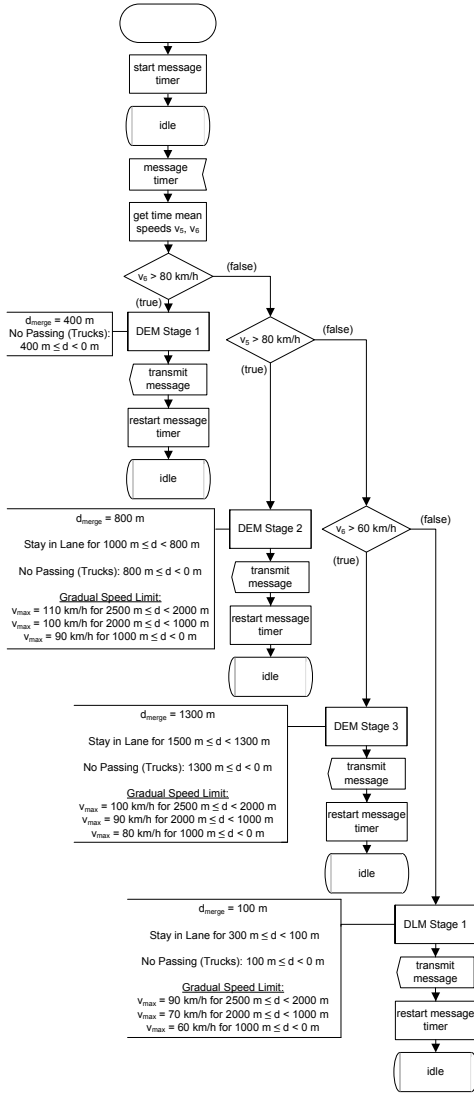 start message
timer
idle
message
timer
get time mean
speeds v5, v6
v6 > 80 km/h
(false)
(true)
dmerge = 400 m
No Passing (Trucks):
400 m ≤ d < 0 m
DEM Stage 1
v5 > 80 km/h
(false)
(true)
transmit
message
restart message
timer
idle
dmerge = 800 m
Stay in Lane for 1000 m ≤ d < 800 m
No Passing (Trucks): 800 m ≤ d < 0 m
Gradual Speed Limit:
vmax = 110 km/h for 2500 m ≤ d < 2000 m
vmax = 100 km/h for 2000 m ≤ d < 1000 m
vmax = 90 km/h for 1000 m ≤ d < 0 m
DEM Stage 2
v6 > 60 km/h
(false)
(true)
transmit
message
restart message
timer
idle
dmerge = 1300 m
Stay in Lane for 1500 m ≤ d < 1300 m
No Passing (Trucks): 1300 m ≤ d < 0 m
Gradual Speed Limit:
vmax = 100 km/h for 2500 m ≤ d < 2000 m
vmax = 90 km/h for 2000 m ≤ d < 1000 m
vmax = 80 km/h for 1000 m ≤ d < 0 m
DEM Stage 3
transmit
message
restart message
timer
idle
dmerge = 100 m
Stay in Lane for 300 m ≤ d < 100 m
No Passing (Trucks): 100 m ≤ d < 0 m
Gradual Speed Limit:
vmax = 90 km/h for 2500 m ≤ d < 2000 m
vmax = 70 km/h for 2000 m ≤ d < 1000 m
vmax = 60 km/h for 1000 m ≤ d < 0 m
DLM Stage 1
transmit
message
restart message
timer
idle